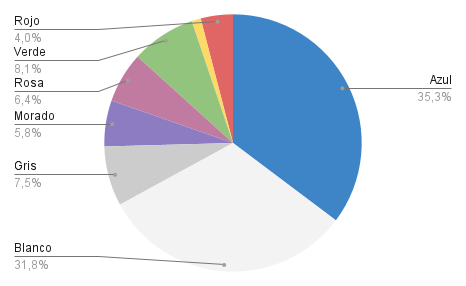 Rojo
4,0%
Verde
8,1%
Rosa
6,4%
Morado
5,8%
Gris
7,5%
Blanco
31,8%
Azul
35,3%